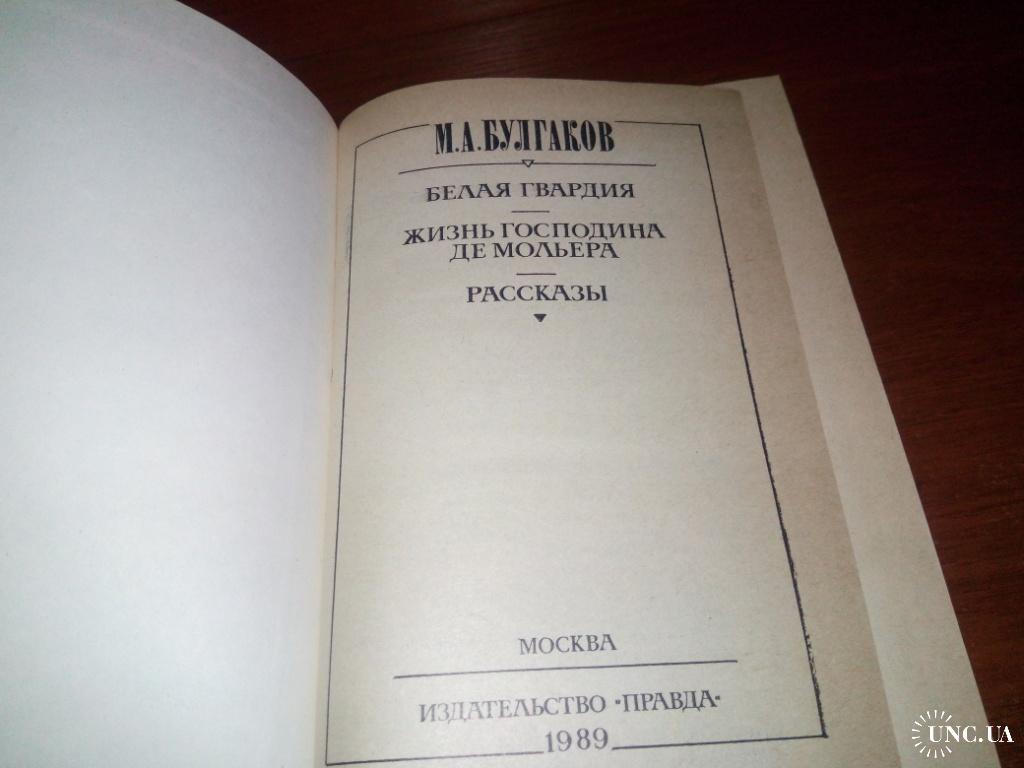 М.А.БУЛГАКОВ
БЕЛАЯ ГВАРДИЯ
ЖИЗНЬ ГОСПОДИНА
ДЕ МОЛЬЕРА
РАССКАЗЫ
МОСКВА
ИЗДАТЕЛЬСТВО "ПРАВДА"
1989
UNC.UA